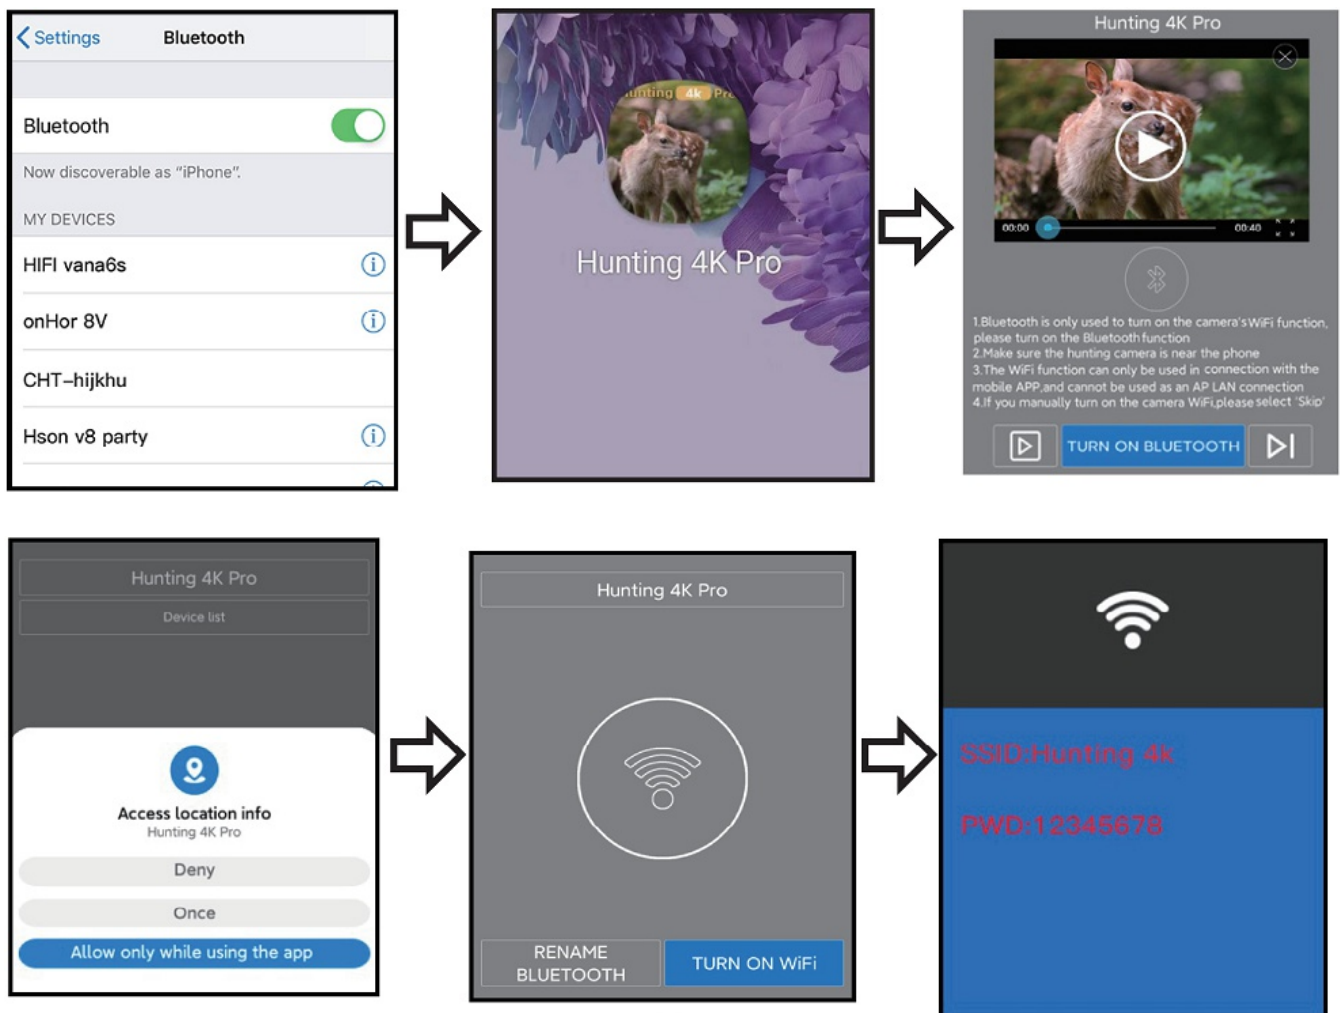 Settings
Bluetooth
Bluetooth
Now discoverable as “iPhone”.
MY DEVICES
HIFI vana6s
onHor 8V
CHT-hijkhu
Hson v8 party
Hunting 4k Pro
Hunting 4K Pro
Hunting 4K Pro
00:00
00:40
1.Bluetooth is only used to turn on the camera'sWiFi function,
please turn on the Bluetoothfunction
2.Make sure the hunting camera is near the phone
3.The WiFi function can only be used in connection with the
mobile APP,and cannot be used as an AP LAN connection
4.If you manually turn on the camera WiFi,please select 'Skip'
TURN ON BLUETOOTH
Hunting 4K Pro
Device list
Access location info
Hunting 4K Pro
Deny
Once
Allow only while using the app
Hunting 4K Pro
RENAME
BLUETOOTH
TURN ON WiFi
SSID:Hunting 4k
PWD:12345678